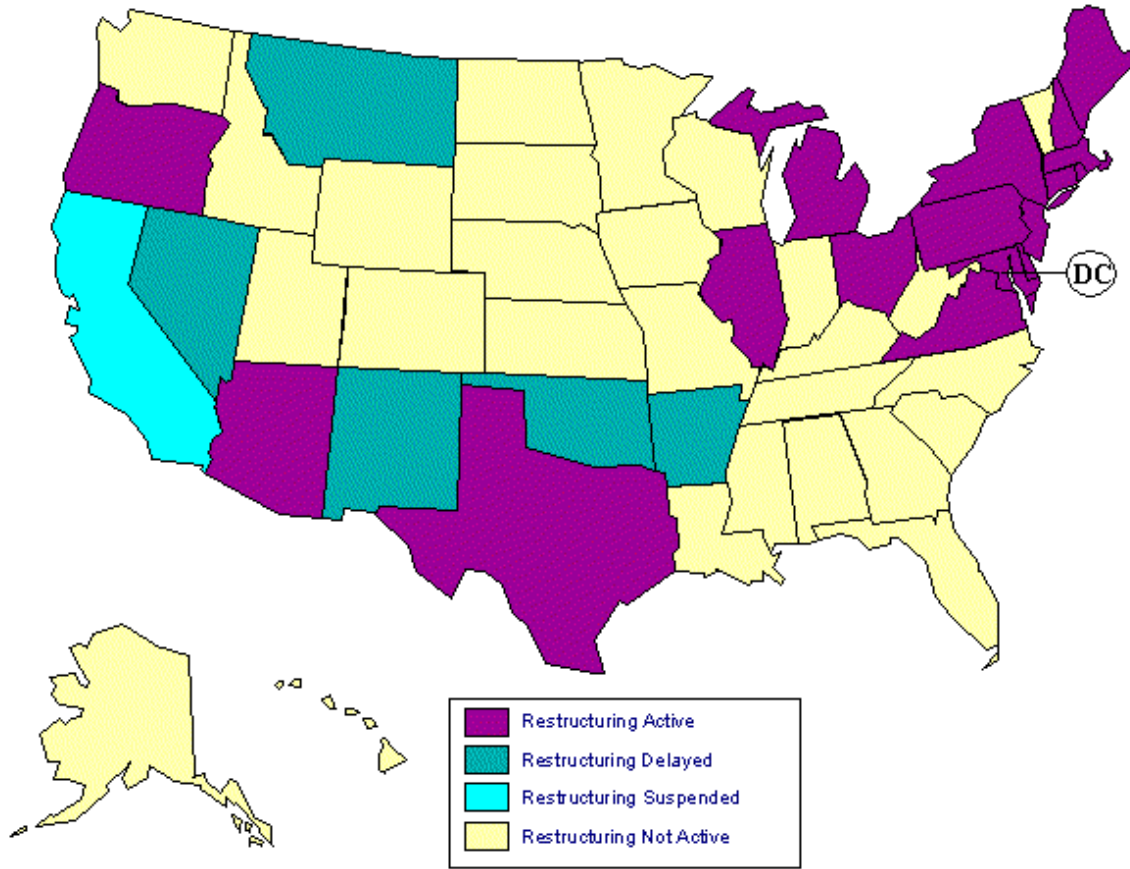 DC
Restructuring Active
Restructuring Delayed
Restructuring Suspended
Restructuring Not Active